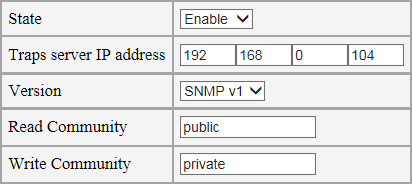 State Enable
Traps server IP address 192 168 0 104
Version SNMP v1
Read Community public
Write Community private